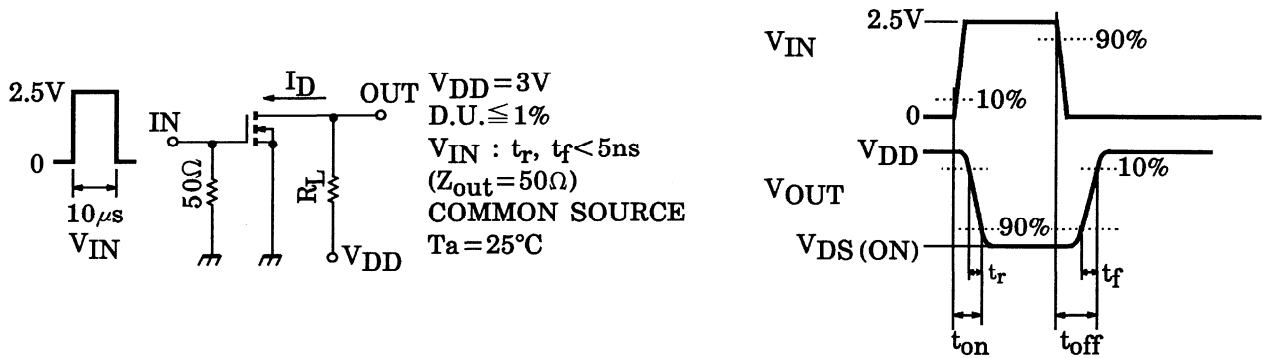 2.5V
0
10μs
VIN
IN
50Ω
ID
OUT
RL
VDD
VDD=3V
D.U.≦1%
VIN : tr, tf<5ns
(Zout=50Ω)
COMMON SOURCE
Ta=25°C
VIN
2.5V
90%
10%
0
VDD
10%
VOUT
90%
VDS (ON)
tr
tf
ton
toff